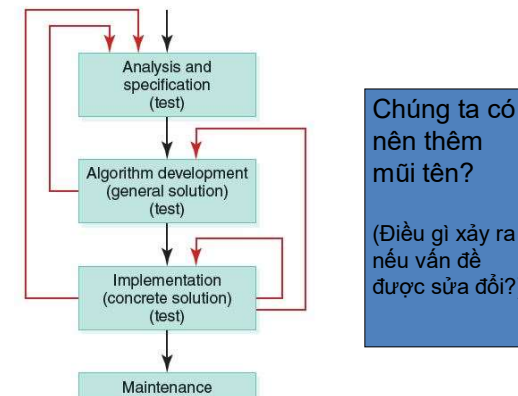 Analysis and
specification
(test)
Algorithm development
(general solution)
(test)
Implementation
(concrete solution)
(test)
Maintenance
Chúng ta có
nên thêm
mũi tên?
(Điều gì xảy ra
nếu vấn đề
được sửa đổi?